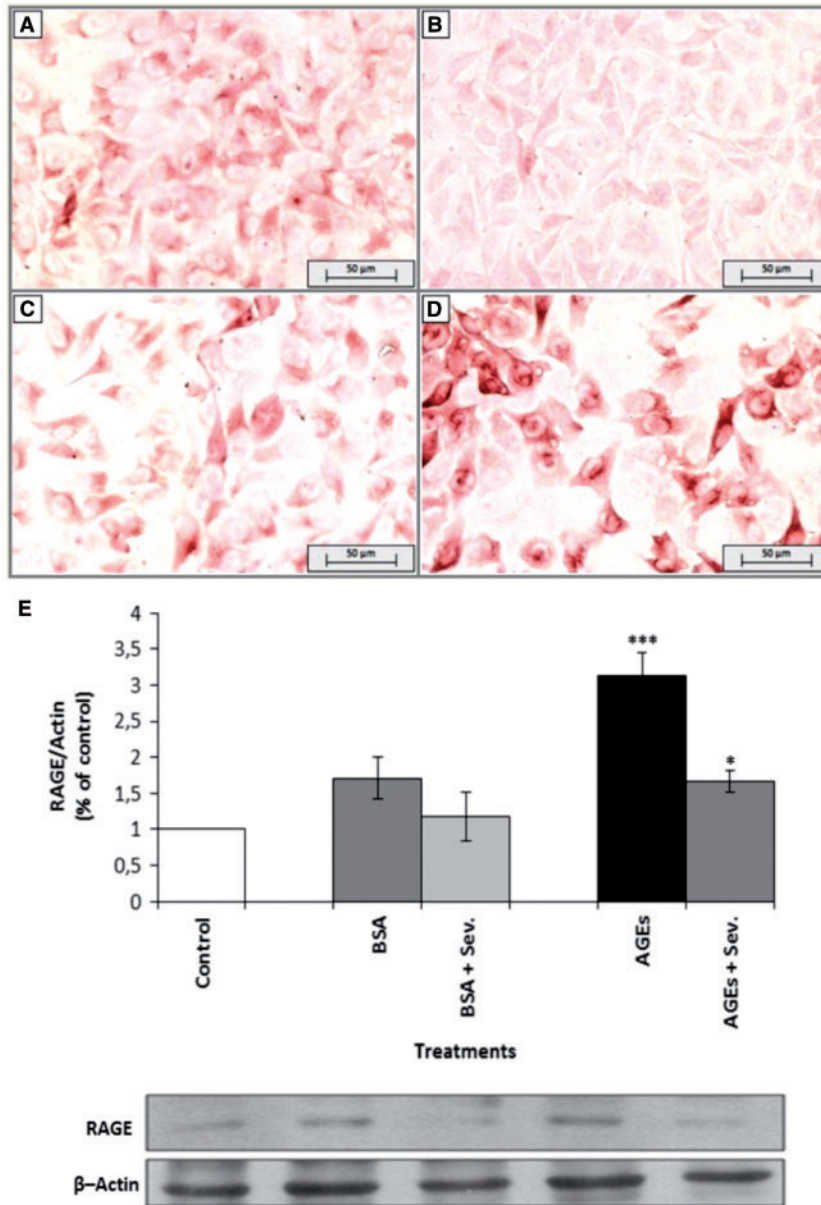 A
B
50 µm
50 µm
C
D
50 µm
50 µm
E
RAGE/Actin
(% of control)
4
3,5
3
2,5
2
1,5
1
0,5
0
***
*
Control
BSA
BSA + Sev.
AGEs
AGEs + Sev.
Treatments
RAGE
β–Actin